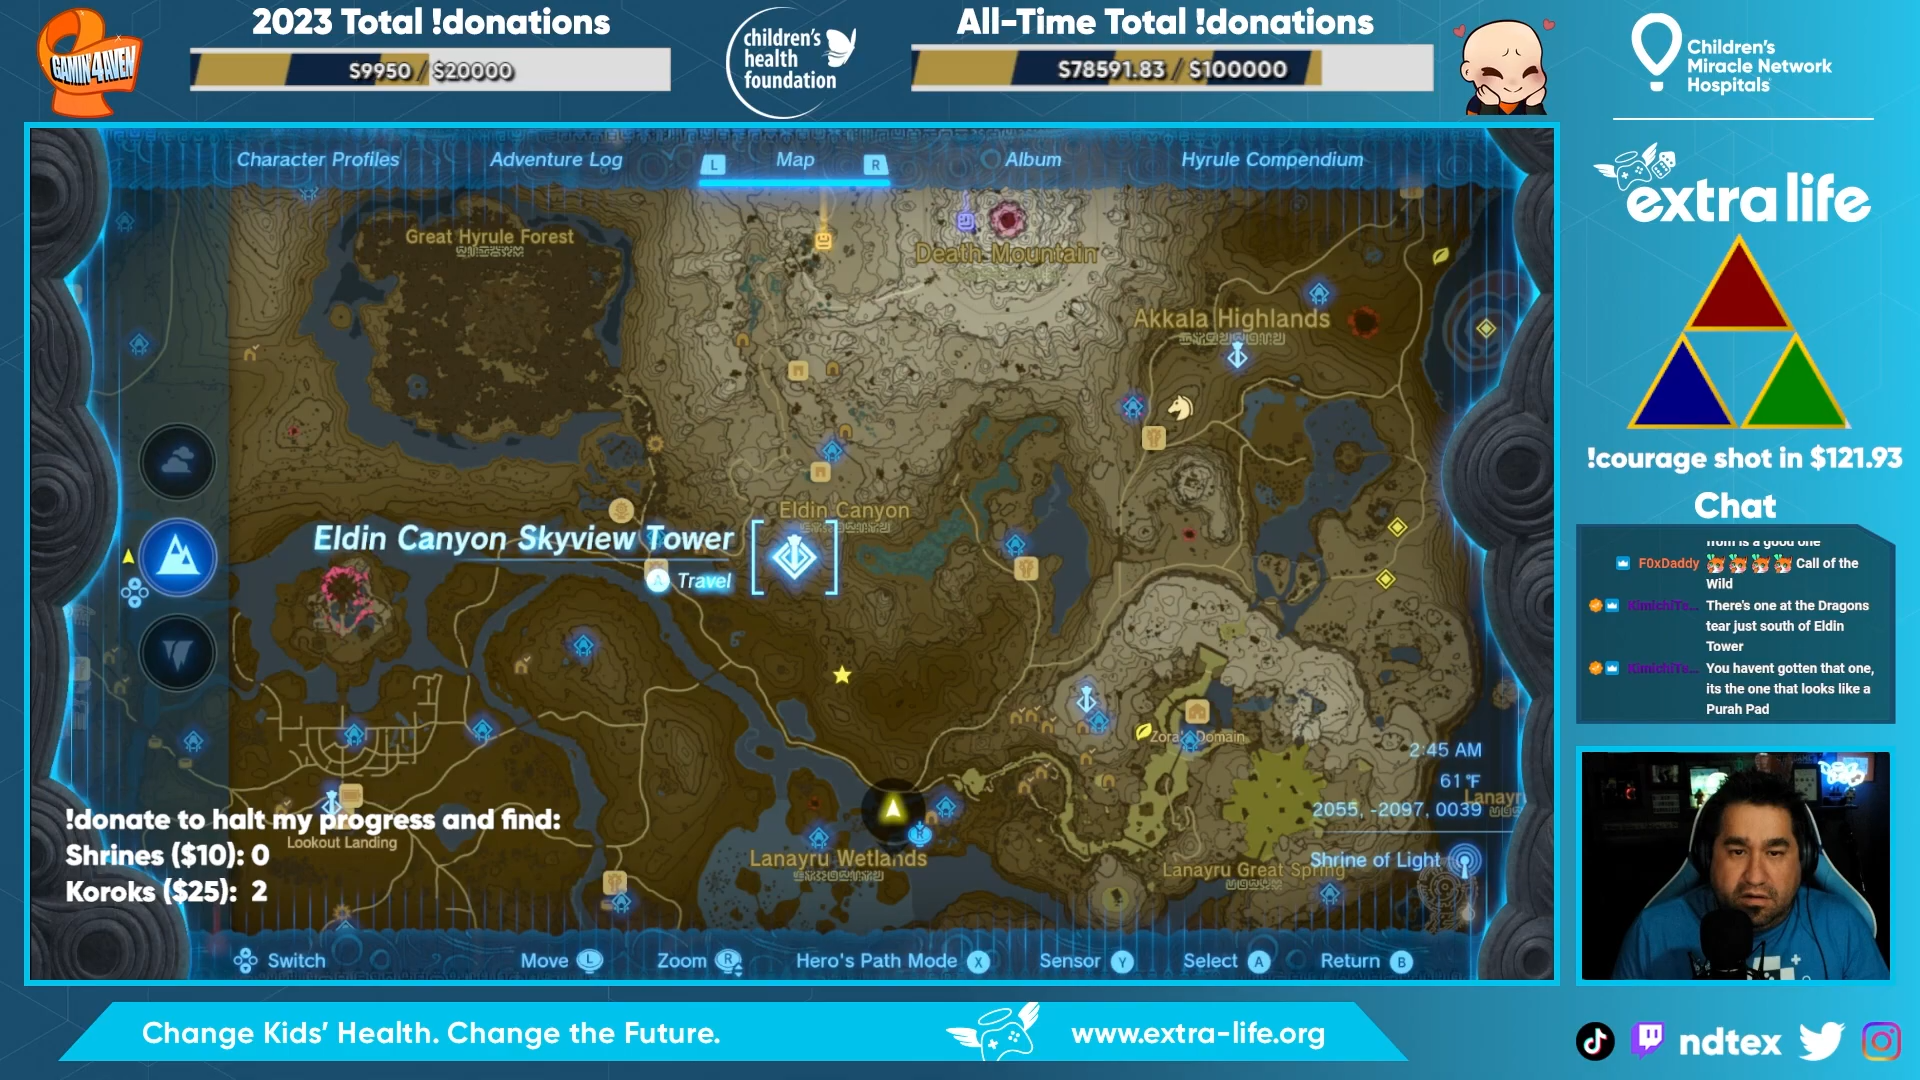 2023 Total !donations
All-Time Total !donations
GAMIN4AVEN
$9950 / $20000
children's
health
foundation
$78591.83 / $100000
Children's
Miracle Network
Hospitals
extra life
Character Profiles
Adventure Log
L
Map
R
Album
Hyrule Compendium
Great Hyrule Forest
Death Mountain
Akkala Highlands
Eldin Canyon
Eldin Canyon Skyview Tower
A Travel
!courage shot in $121.93
Chat
from is a good one
F0xDaddy Call of the
Wild
There's one at the Dragons
tear just south of Eldin
Tower
You havent gotten that one,
its the one that looks like a
Purah Pad
Zora's Domain
2:45 AM
61°F
2055, -2097, 0039
!donate to halt my progress and find:
Shrines ($10): 0
Koroks ($25): 2
Lookout Landing
Lanayru Wetlands
Lanayru Great Spring
Shrine of Light
Switch
Move L
Zoom R
Hero's Path Mode X
Sensor Y
Select A
Return B
Change Kids' Health. Change the Future.
www.extra-life.org
ndtex